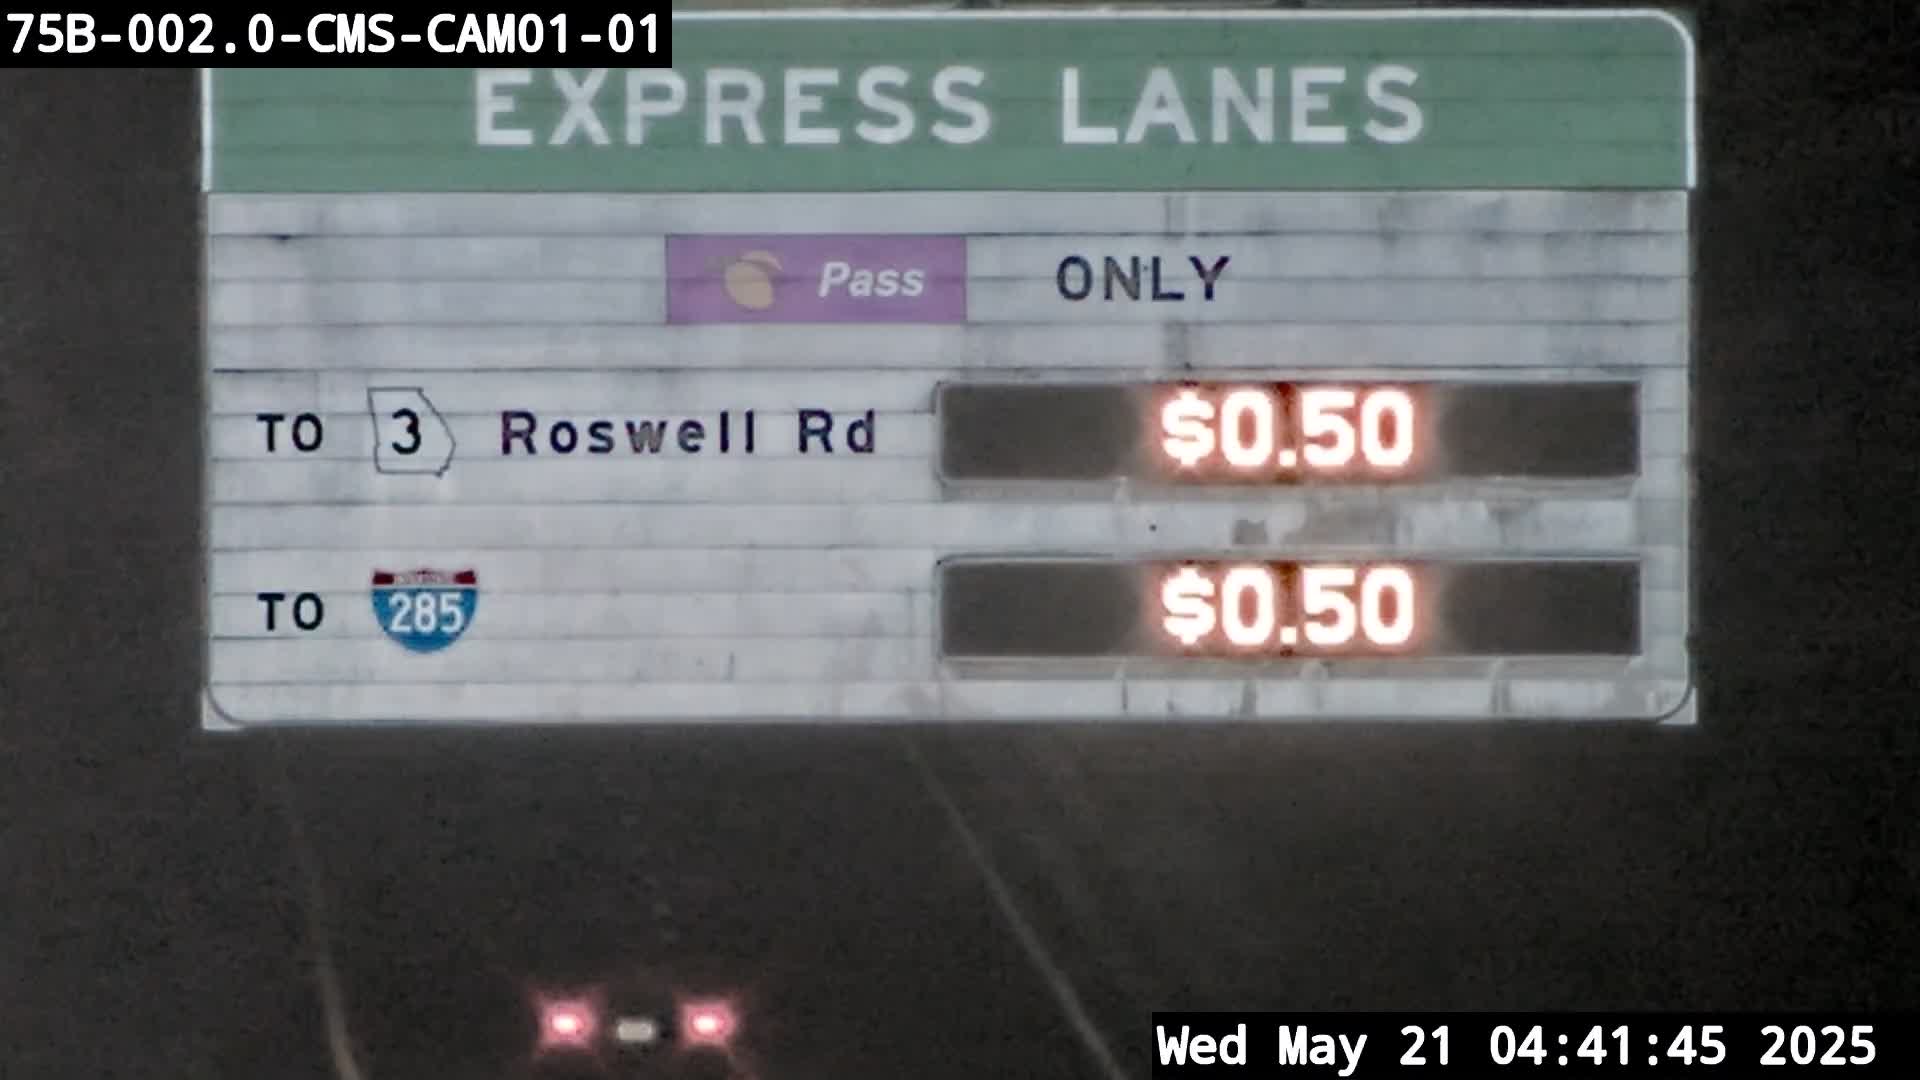 75B-002.0-CMS-CAM01-01
EXPRESS LANES
Pass ONLY
TO 3 Roswell Rd $0.50
TO 285 $0.50
Wed May 21 04:41:45 2025